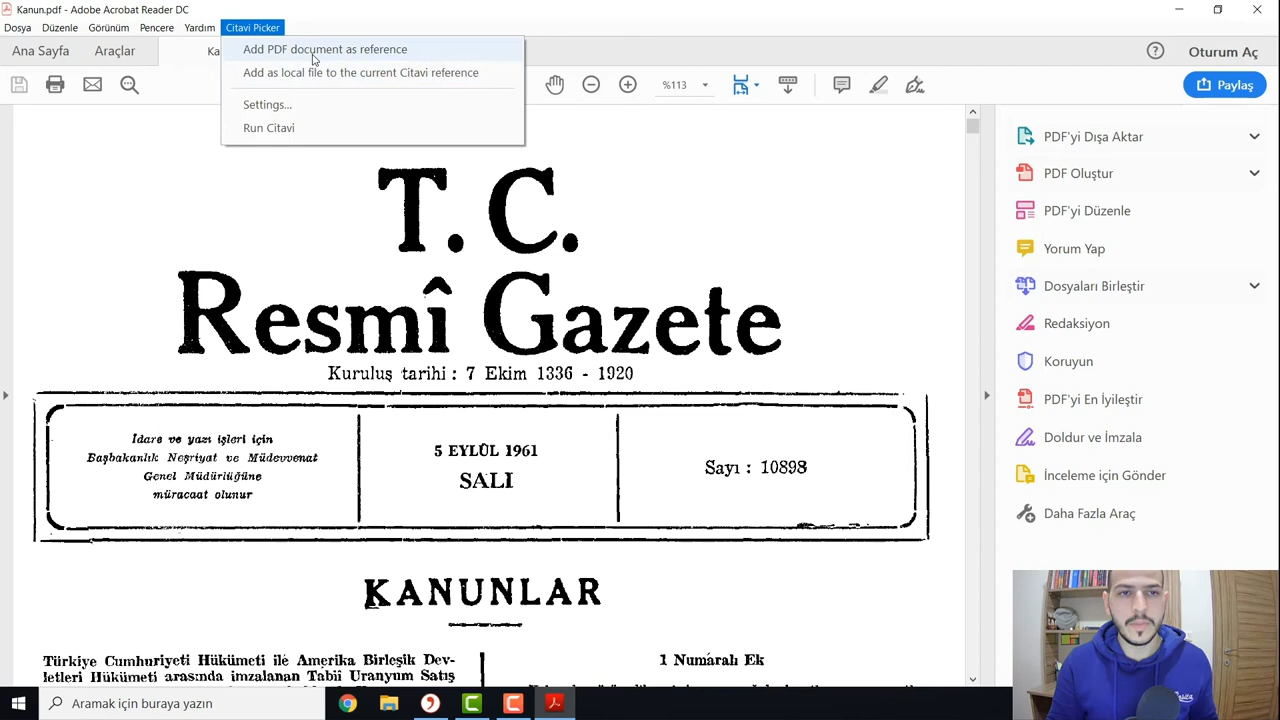 Kanun.pdf - Adobe Acrobat Reader DC
Dosya Düzenle Görünüm Pencere Yardım Citavi Picker
Ana Sayfa Araçlar Ka
Oturum Aç
Add PDF document as reference
Add as local file to the current Citavi reference
Settings...
Run Citavi
%113
Paylaş
T. C.
Resmî Gazete
Kuruluş tarihi : 7 Ekim 1336 - 1920
İdare ve yazı işleri için
Başbakanlık Neşriyat ve Müdevvenat
Genel Müdürlüğüne
müracaat olunur
5 EYLÛL 1961
SALI
Sayı : 10898
KANUNLAR
Türkiye Cumhuriyeti Hükümeti ile Amerika Birleşik Dev-
letleri Hükümeti arasında imzalanan Tabiî Uranyum Satış
1 Numaralı Ek
PDF'yi Dışa Aktar
PDF Oluştur
PDF'yi Düzenle
Yorum Yap
Dosyaları Birleştir
Redaksiyon
Koruyun
PDF'yi En İyileştir
Doldur ve İmzala
İnceleme için Gönder
Daha Fazla Araç
Aramak için buraya yazın